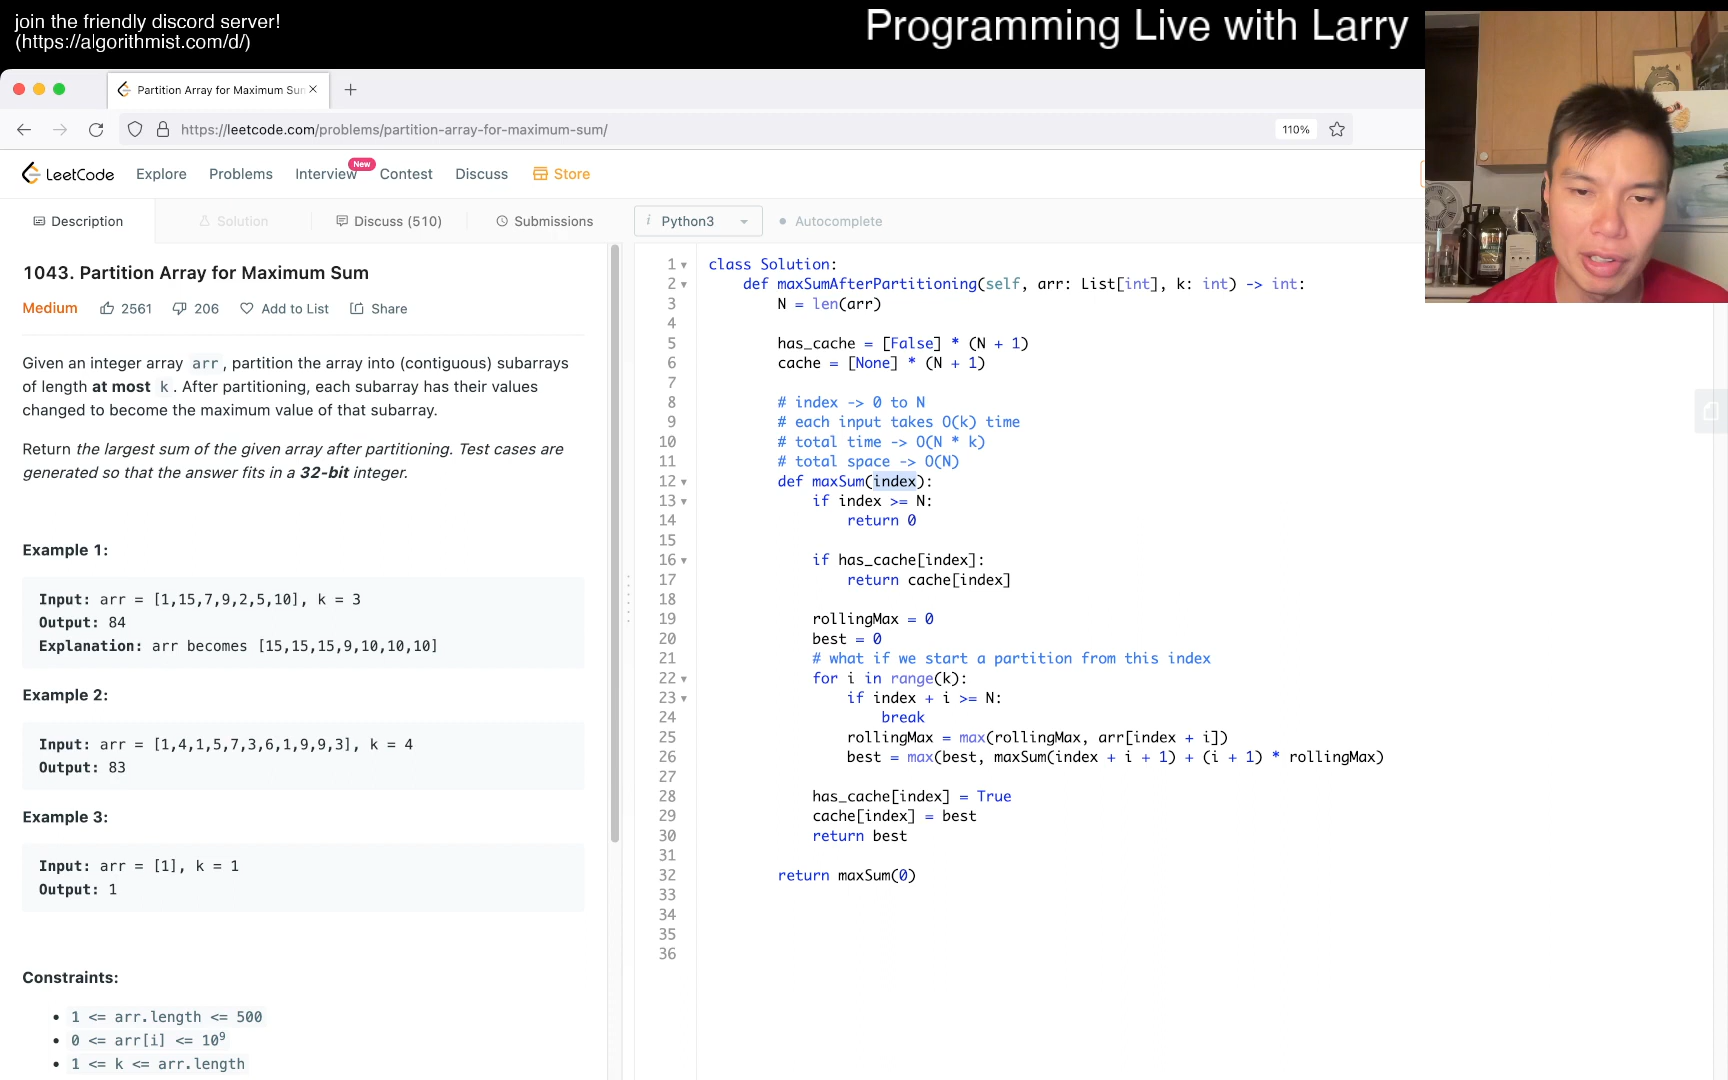 join the friendly discord server!
(https://algorithmist.com/d/)
Programming Live with Larry
Partition Array for Maximum Sum
https://leetcode.com/problems/partition-array-for-maximum-sum/
110%
LeetCode
Explore
Problems
Interview
New
Contest
Discuss
Store
Description
Solution
Discuss (510)
Submissions
i Python3
Autocomplete
1043. Partition Array for Maximum Sum
Medium
2561
206
Add to List
Share
Given an integer array arr, partition the array into (contiguous) subarrays
of length at most k. After partitioning, each subarray has their values
changed to become the maximum value of that subarray.
Return the largest sum of the given array after partitioning. Test cases are
generated so that the answer fits in a 32-bit integer.
Example 1:
Input: arr = [1,15,7,9,2,5,10], k = 3
Output: 84
Explanation: arr becomes [15,15,15,9,10,10,10]
Example 2:
Input: arr = [1,4,1,5,7,3,6,1,9,9,3], k = 4
Output: 83
Example 3:
Input: arr = [1], k = 1
Output: 1
Constraints:
• 1 <= arr.length <= 500
• 0 <= arr[i] <= 10⁹
• 1 <= k <= arr.length
1 class Solution:
2     def maxSumAfterPartitioning(self, arr: List[int], k: int) -> int:
3         N = len(arr)
4
5         has_cache = [False] * (N + 1)
6         cache = [None] * (N + 1)
7
8         # index -> 0 to N
9         # each input takes O(k) time
10         # total time -> O(N * k)
11         # total space -> O(N)
12         def maxSum(index):
13             if index >= N:
14                 return 0
15
16             if has_cache[index]:
17                 return cache[index]
18
19             rollingMax = 0
20             best = 0
21             # what if we start a partition from this index
22             for i in range(k):
23                 if index + i >= N:
24                     break
25                 rollingMax = max(rollingMax, arr[index + i])
26                 best = max(best, maxSum(index + i + 1) + (i + 1) * rollingMax)
27
28             has_cache[index] = True
29             cache[index] = best
30             return best
31
32         return maxSum(0)
33
34
35
36